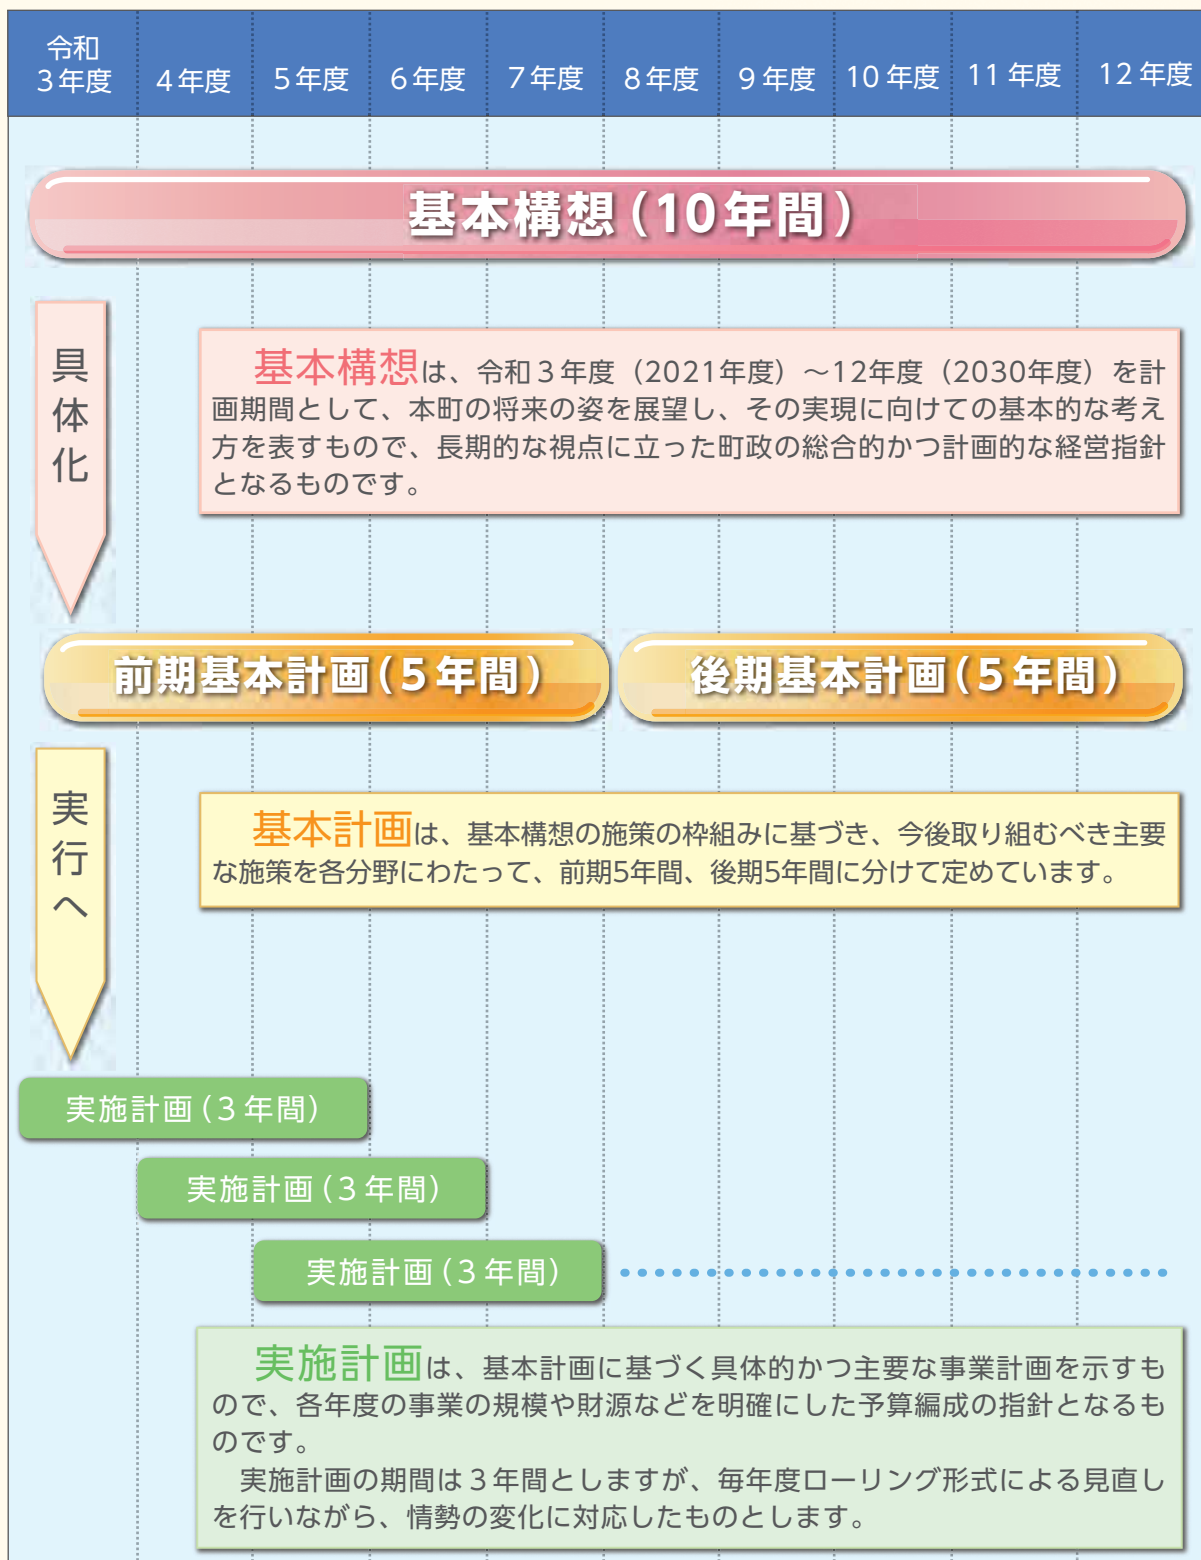 令和
3年度 4年度 5年度 6年度 7年度 8年度 9年度 10年度 11年度 12年度
基本構想(10年間)
具体化
基本構想は、令和3年度(2021年度)〜12年度(2030年度)を計
画期間として、本町の将来の姿を展望し、その実現に向けての基本的な考え
方を表すもので、長期的な視点に立った町政の総合的かつ計画的な経営指針
となるものです。
前期基本計画(5年間) 後期基本計画(5年間)
実行へ
基本計画は、基本構想の施策の枠組みに基づき、今後取り組むべき主要
な施策を各分野にわたって、前期5年間、後期5年間に分けて定めています。
実施計画(3年間)
実施計画(3年間)
実施計画(3年間)
実施計画は、基本計画に基づく具体的かつ主要な事業計画を示すも
ので、各年度の事業の規模や財源などを明確にした予算編成の指針となるも
のです。
実施計画の期間は3年間としますが、毎年度ローリング形式による見直し
を行いながら、情勢の変化に対応したものとします。